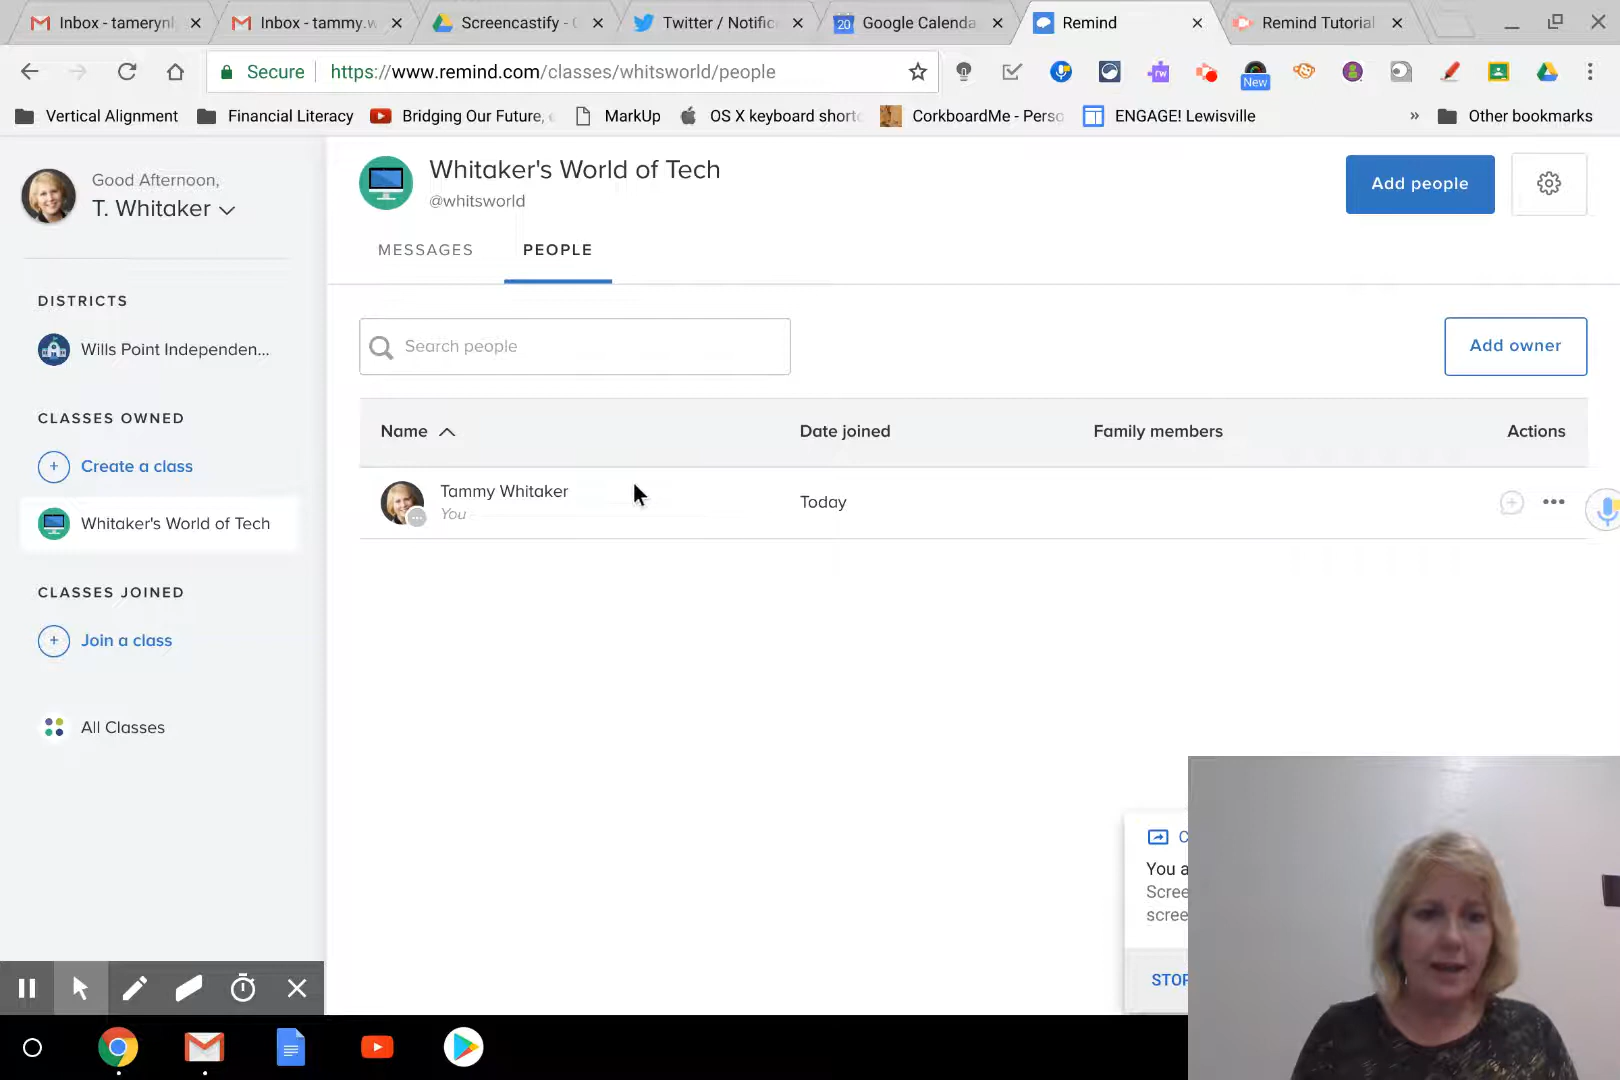 Inbox - tamerynl
Inbox - tammy.w
Screencastify -
Twitter / Notific
20
Google Calenda
Remind
Remind Tutorial
Secure
https://www.remind.com/classes/whitsworld/people
rw
New
Vertical Alignment
Financial Literacy
Bridging Our Future,
MarkUp
OS X keyboard short
CorkboardMe - Perso
ENGAGE! Lewisville
»
Other bookmarks
Good Afternoon,
T. Whitaker
Whitaker's World of Tech
@whitsworld
Add people
MESSAGES
PEOPLE
DISTRICTS
Wills Point Independen...
Search people
Add owner
CLASSES OWNED
Create a class
Whitaker's World of Tech
Name
Date joined
Family members
Actions
Tammy Whitaker
You
Today
CLASSES JOINED
Join a class
All Classes
You a
Scree
scree
STOP